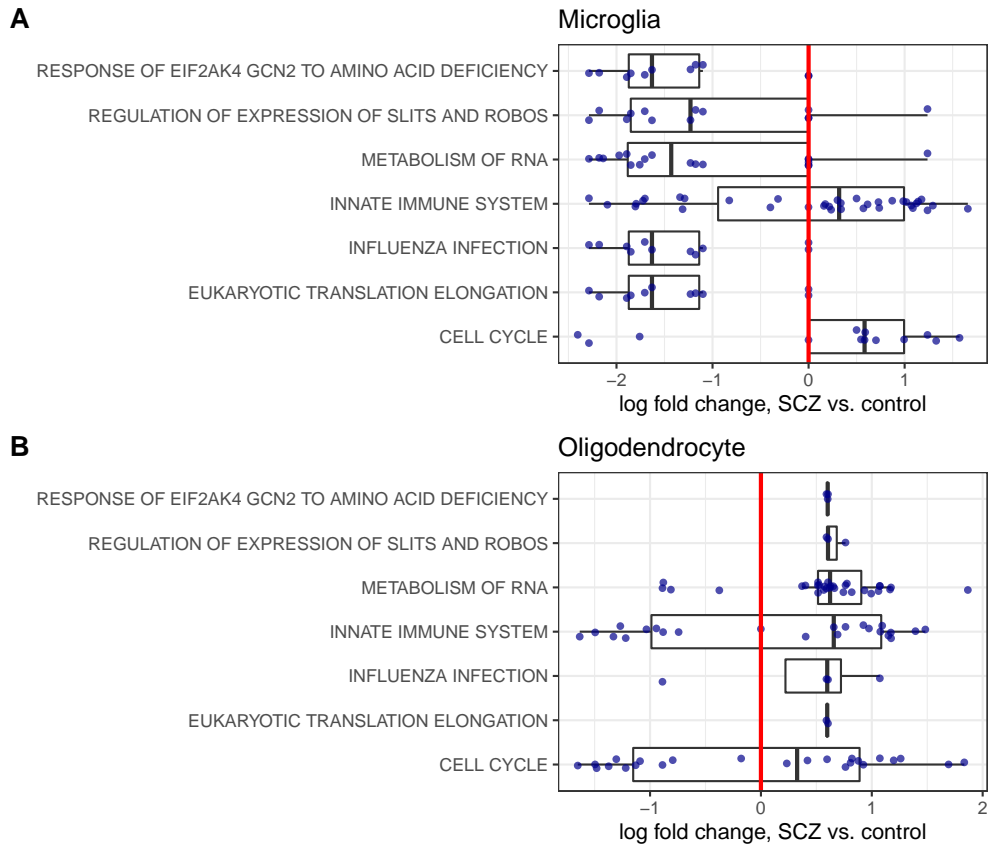 A
Microglia
RESPONSE OF EIF2AK4 GCN2 TO AMINO ACID DEFICIENCY
REGULATION OF EXPRESSION OF SLITS AND ROBOS
METABOLISM OF RNA
INNATE IMMUNE SYSTEM
INFLUENZA INFECTION
EUKARYOTIC TRANSLATION ELONGATION
CELL CYCLE
−2 −1 0 1
log fold change, SCZ vs. control
B
Oligodendrocyte
RESPONSE OF EIF2AK4 GCN2 TO AMINO ACID DEFICIENCY
REGULATION OF EXPRESSION OF SLITS AND ROBOS
METABOLISM OF RNA
INNATE IMMUNE SYSTEM
INFLUENZA INFECTION
EUKARYOTIC TRANSLATION ELONGATION
CELL CYCLE
−1 0 1 2
log fold change, SCZ vs. control